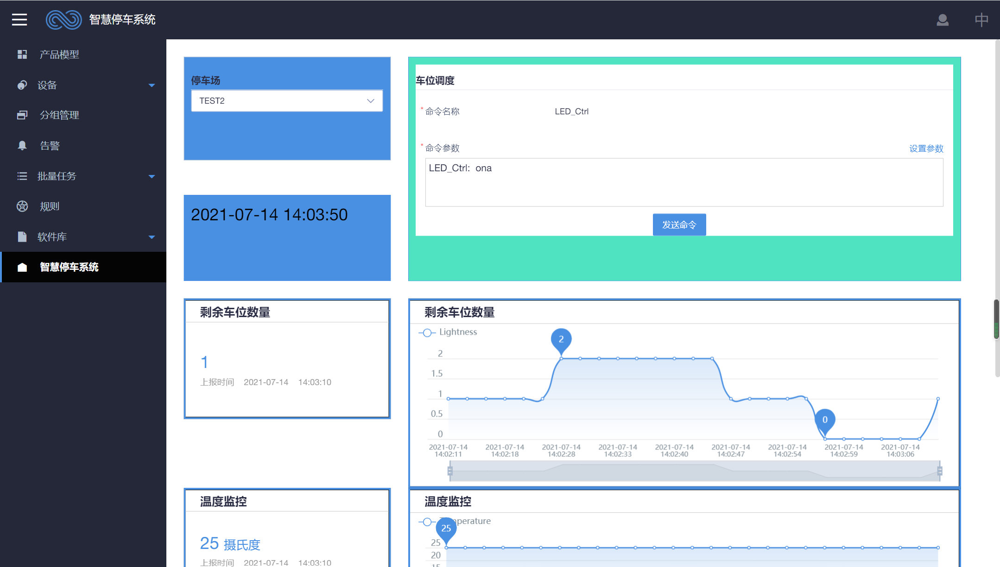 智慧停车系统
中
产品模型
设备
分组管理
告警
批量任务
规则
软件库
智慧停车系统
停车场
TEST2
2021-07-14 14:03:50
车位调度
* 命令名称 LED_Ctrl
* 命令参数 设置参数
LED_Ctrl: ona
发送命令
剩余车位数量
1
上报时间 2021-07-14 14:03:10
剩余车位数量
Lightness
2
2
1.5
1
0.5
0
0
2021-07-14 2021-07-14 2021-07-14 2021-07-14 2021-07-14 2021-07-14 2021-07-14 2021-07-14 2021-07-14
14:02:11 14:02:18 14:02:28 14:02:33 14:02:40 14:02:47 14:02:54 14:02:59 14:03:06
温度监控
25 摄氏度
上报时间 2021-07-14 14:03:10
温度监控
perature
25
25
20
15